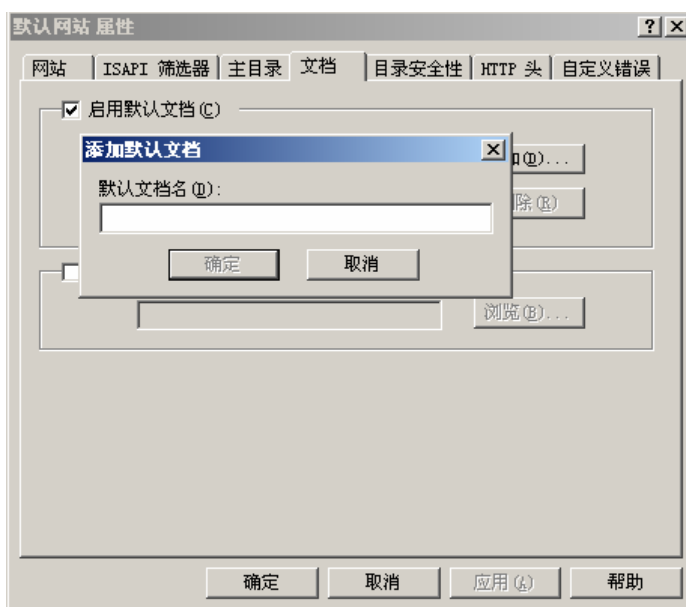 默认网站 属性
网站 ISAPI 筛选器 主目录 文档 目录安全性 HTTP 头 自定义错误
启用默认文档(C)
添加默认文档
默认文档名(D):
确定 取消
加(D)...
除(R)
浏览(B)...
确定 取消 应用(A) 帮助